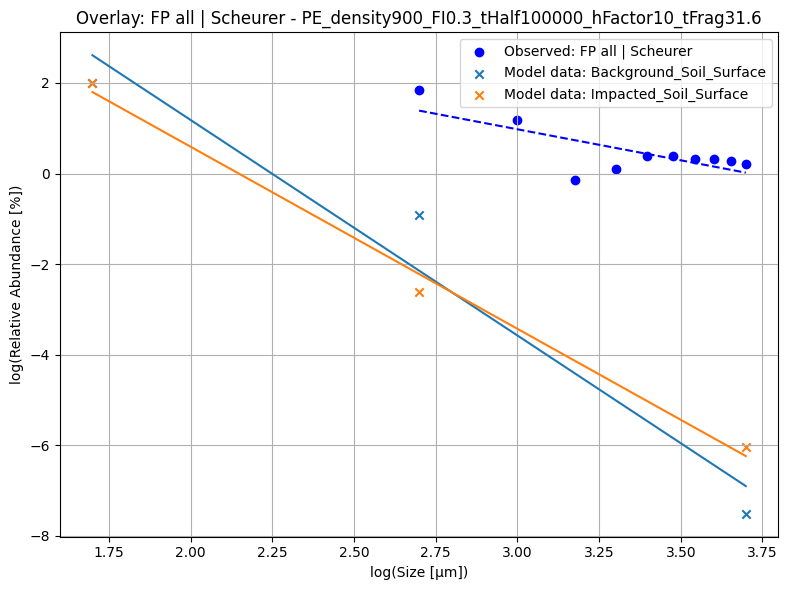 Overlay: FP all | Scheurer - PE_density900_FI0.3_tHalf100000_hFactor10_tFrag31.6
Observed: FP all | Scheurer
Model data: Background_Soil_Surface
Model data: Impacted_Soil_Surface
log(Relative Abundance [%])
2
0
−2
−4
−6
−8
1.75 2.00 2.25 2.50 2.75 3.00 3.25 3.50 3.75
log(Size [µm])